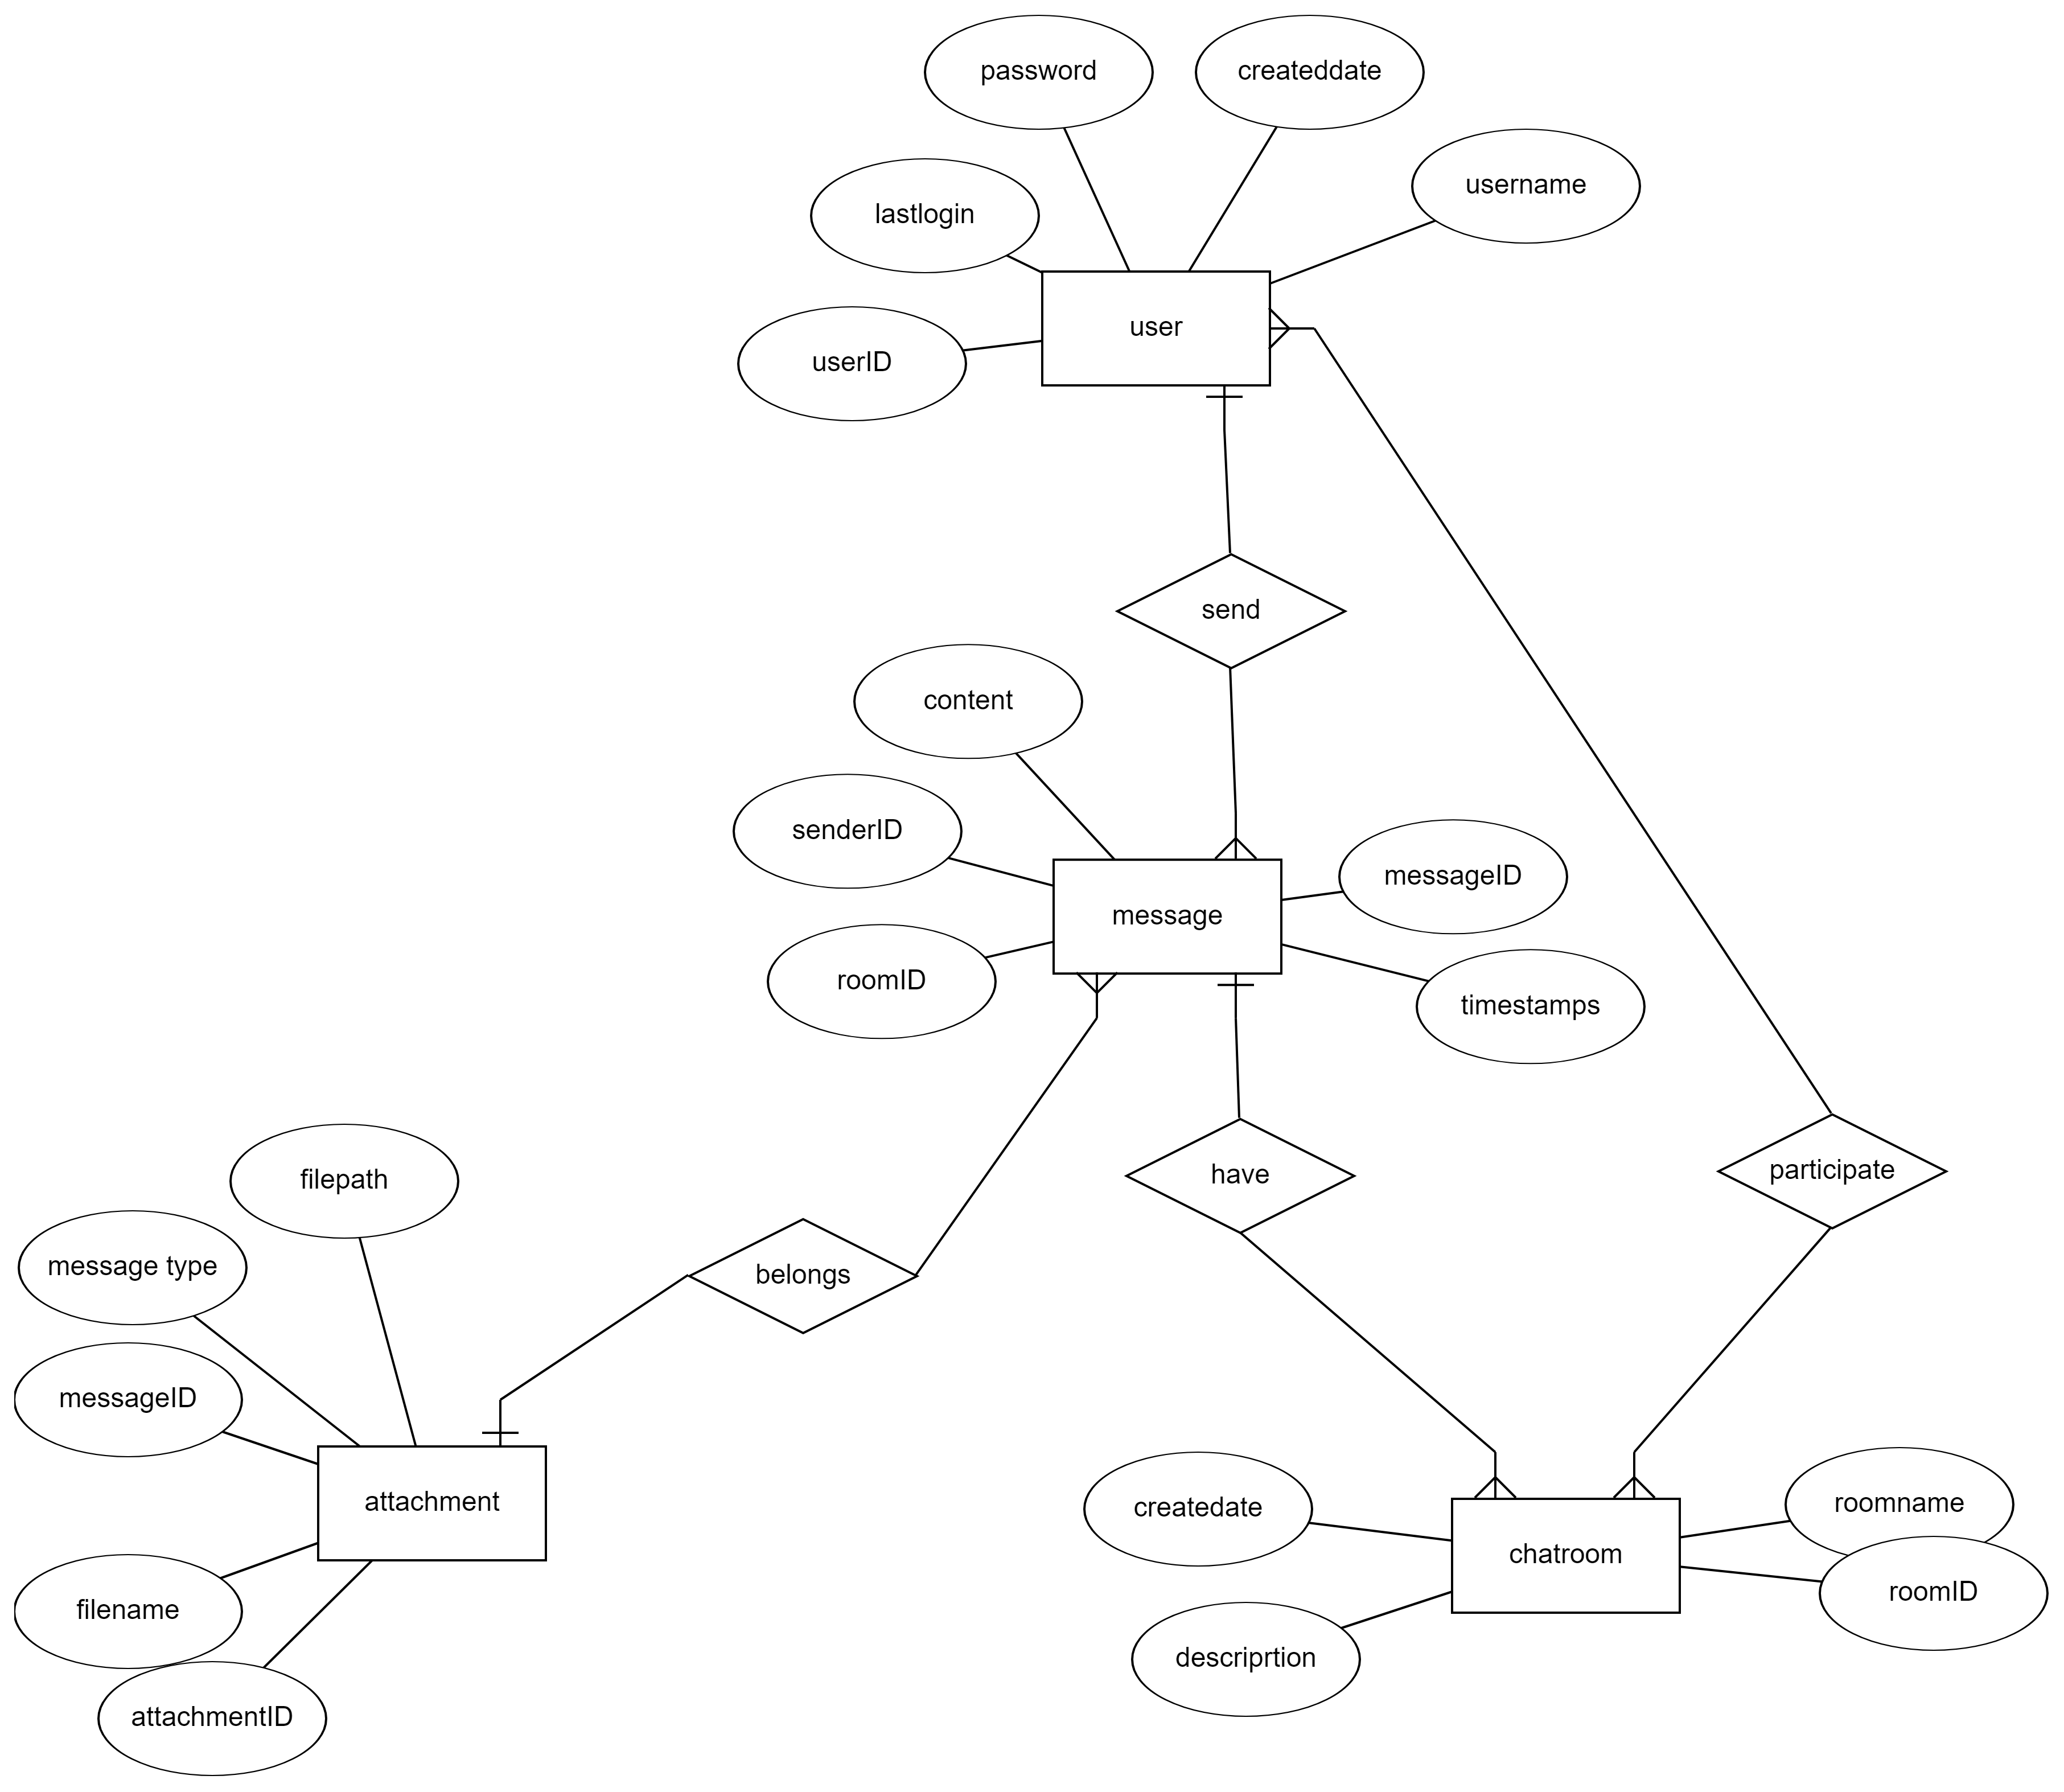 password
createddate
username
lastlogin
user
userID
send
content
senderID
messageID
message
roomID
timestamps
filepath
have
participate
message type
belongs
messageID
attachment
createdate
roomname
chatroom
roomID
filename
descriprtion
attachmentID